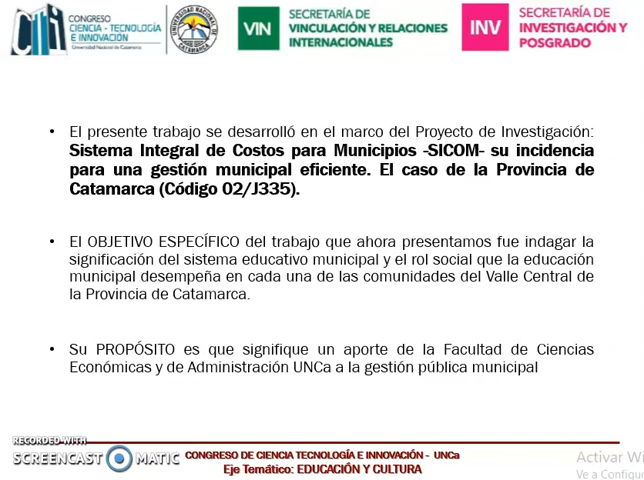 CONGRESO
CIENCIA - TECNOLOGÍA
E INNOVACIÓN
Universidad Nacional de Catamarca
VIN
SECRETARÍA DE
VINCULACIÓN Y RELACIONES
INTERNACIONALES
INV
SECRETARÍA DE
INVESTIGACIÓN Y
POSGRADO
• El presente trabajo se desarrolló en el marco del Proyecto de Investigación:
Sistema Integral de Costos para Municipios -SICOM- su incidencia
para una gestión municipal eficiente. El caso de la Provincia de
Catamarca (Código 02/J335).
• El OBJETIVO ESPECÍFICO del trabajo que ahora presentamos fue indagar la
significación del sistema educativo municipal y el rol social que la educación
municipal desempeña en cada una de las comunidades del Valle Central de
la Provincia de Catamarca.
• Su PROPÓSITO es que signifique un aporte de la Facultad de Ciencias
Económicas y de Administración UNCa a la gestión pública municipal
RECORDED WITH
SCREENCAST MATIC
CONGRESO DE CIENCIA TECNOLOGÍA E INNOVACIÓN - UNCa
Eje Temático: EDUCACIÓN Y CULTURA
Activar Wi
Ve a Configur